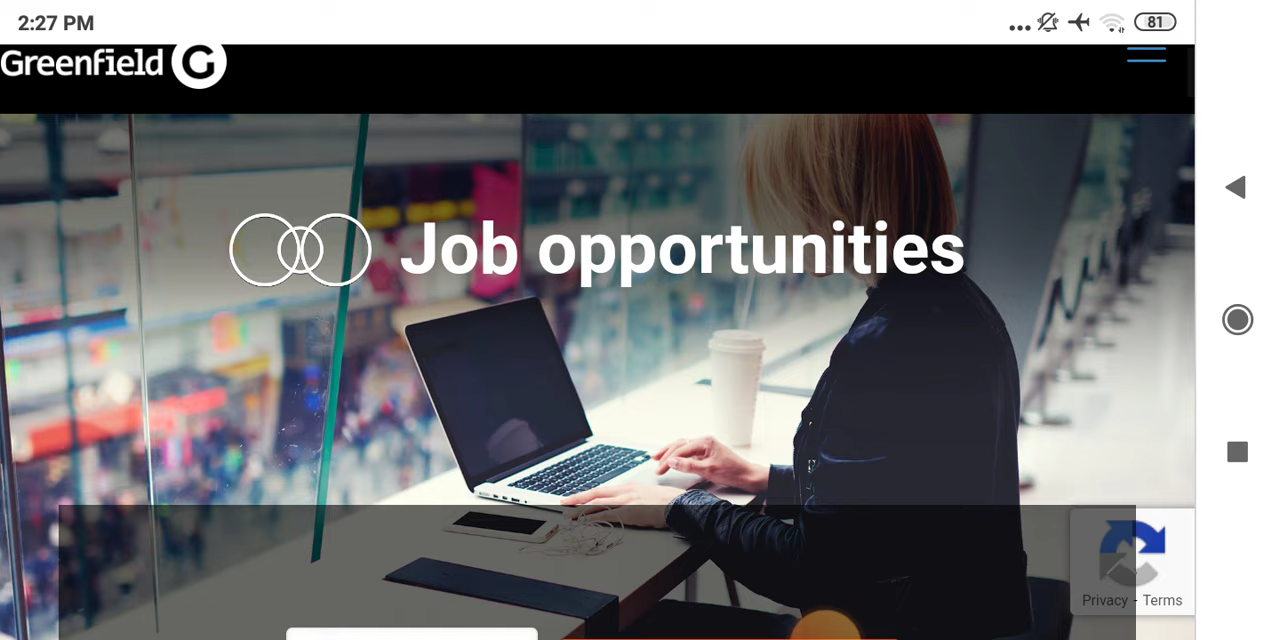 2:27 PM
81
Greenfield G
Job opportunities
Privacy - Terms